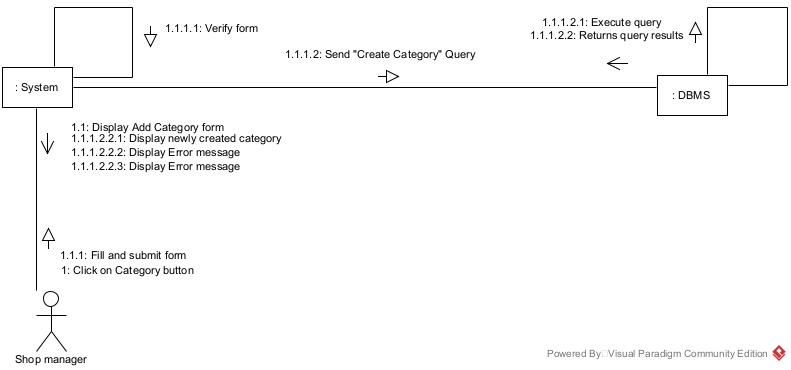 1.1.1.2.1: Execute query
1.1.1.1: Verify form
1.1.1.2.2: Returns query results
1.1.1.2: Send "Create Category" Query
: System
: DBMS
1.1: Display Add Category form
1.1.1.2.2.1: Display newly created category
1.1.1.2.2.2: Display Error message
1.1.1.2.2.3: Display Error message
1.1.1: Fill and submit form
1: Click on Category button
Shop manager
Powered By Visual Paradigm Community Edition